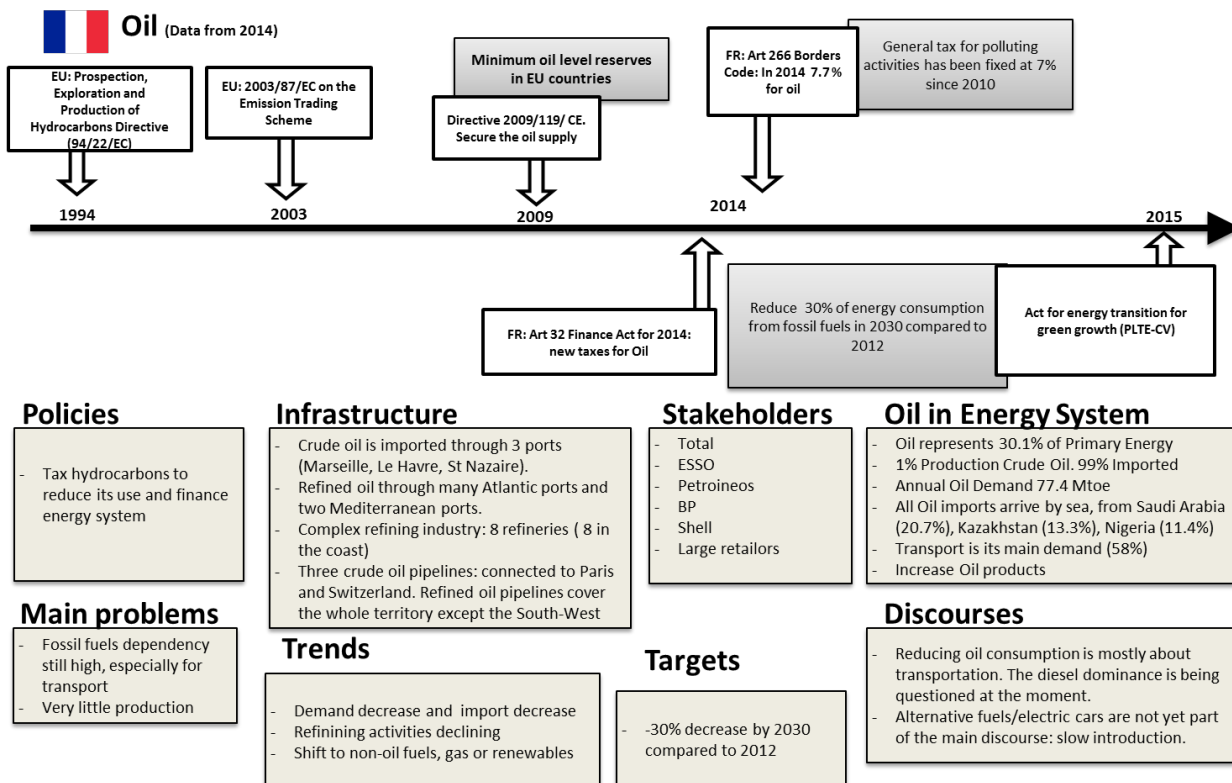 Oil (Data from 2014)
EU: Prospection,
Exploration and
Production of
Hydrocarbons Directive
(94/22/EC)
EU: 2003/87/EC on the
Emission Trading
Scheme
Minimum oil level reserves
in EU countries
Directive 2009/119/ CE.
Secure the oil supply
FR: Art 266 Borders
Code: In 2014 7.7%
for oil
General tax for polluting
activities has been fixed at 7%
since 2010
1994
2003
2009
2014
2015
FR: Art 32 Finance Act for 2014:
new taxes for Oil
Reduce 30% of energy consumption
from fossil fuels in 2030 compared to
2012
Act for energy transition for
green growth (PLTE-CV)
Policies
- Tax hydrocarbons to
reduce its use and finance
energy system
Infrastructure
- Crude oil is imported through 3 ports
(Marseille, Le Havre, St Nazaire).
- Refined oil through many Atlantic ports and
two Mediterranean ports.
- Complex refining industry: 8 refineries ( 8 in
the coast)
- Three crude oil pipelines: connected to Paris
and Switzerland. Refined oil pipelines cover
the whole territory except the South-West
Stakeholders
- Total
- ESSO
- Petroineos
- BP
- Shell
- Large retailors
Oil in Energy System
- Oil represents 30.1% of Primary Energy
- 1% Production Crude Oil. 99% Imported
- Annual Oil Demand 77.4 Mtoe
- All Oil imports arrive by sea, from Saudi Arabia
(20.7%), Kazakhstan (13.3%), Nigeria (11.4%)
- Transport is its main demand (58%)
- Increase Oil products
Main problems
- Fossil fuels dependency
still high, especially for
transport
- Very little production
Trends
- Demand decrease and import decrease
- Refinining activities declining
- Shift to non-oil fuels, gas or renewables
Targets
- -30% decrease by 2030
compared to 2012
Discourses
- Reducing oil consumption is mostly about
transportation. The diesel dominance is being
questioned at the moment.
- Alternative fuels/electric cars are not yet part
of the main discourse: slow introduction.